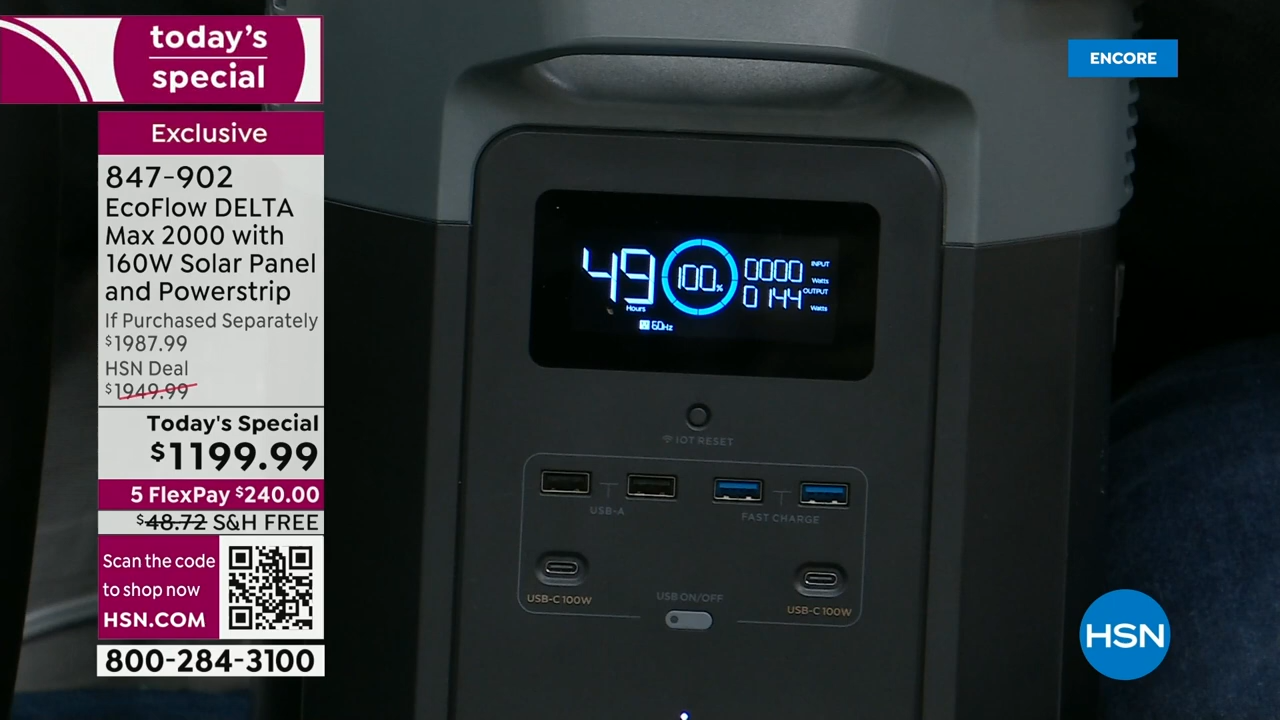 today's
special
Exclusive
847-902
EcoFlow DELTA
Max 2000 with
160W Solar Panel
and Powerstrip
If Purchased Separately
$1987.99
HSN Deal
$1949.99
Today's Special
$1199.99
5 FlexPay $240.00
$48.72 S&H FREE
Scan the code
to shop now
HSN.COM
800-284-3100
ENCORE
49
Hours
100%
0000
INPUT
Watts
0144
OUTPUT
Watts
60Hz
IOT RESET
USB-A
FAST CHARGE
USB-C 100W
USB ON/OFF
USB-C 100W
HSN